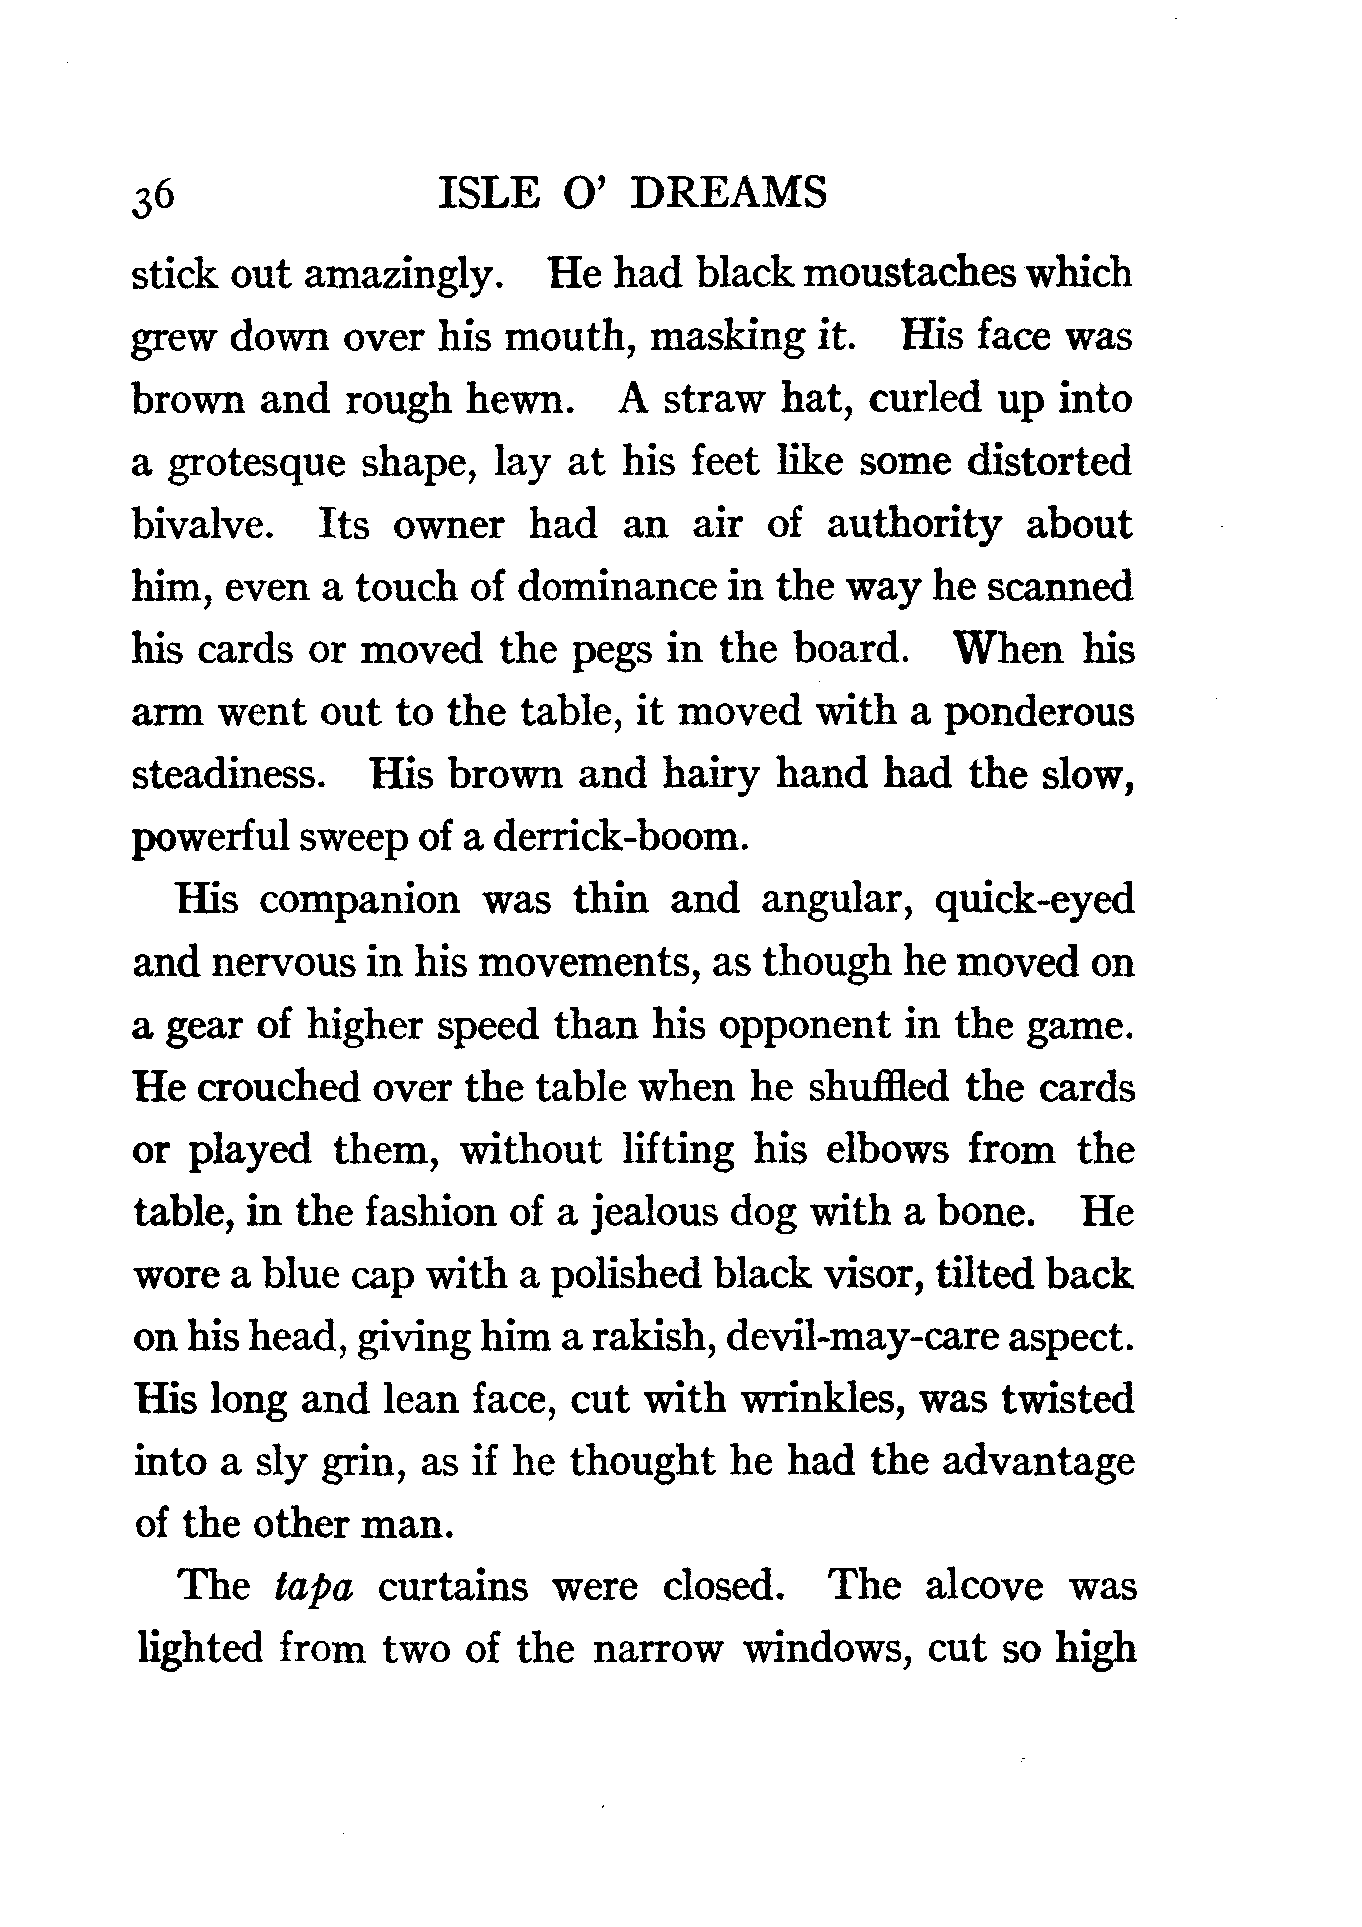 36 ISLE O' DREAMS
stick out amazingly. He had black moustaches which
grew down over his mouth, masking it. His face was
brown and rough hewn. A straw hat, curled up into
a grotesque shape, lay at his feet like some distorted
bivalve. Its owner had an air of authority about
him, even a touch of dominance in the way he scanned
his cards or moved the pegs in the board. When his
arm went out to the table, it moved with a ponderous
steadiness. His brown and hairy hand had the slow,
powerful sweep of a derrick-boom.
His companion was thin and angular, quick-eyed
and nervous in his movements, as though he moved on
a gear of higher speed than his opponent in the game.
He crouched over the table when he shuffled the cards
or played them, without lifting his elbows from the
table, in the fashion of a jealous dog with a bone. He
wore a blue cap with a polished black visor, tilted back
on his head, giving him a rakish, devil-may-care aspect.
His long and lean face, cut with wrinkles, was twisted
into a sly grin, as if he thought he had the advantage
of the other man.
The tapa curtains were closed. The alcove was
lighted from two of the narrow windows, cut so high